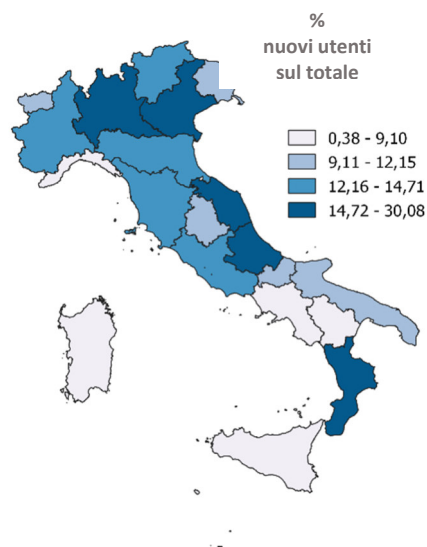 %
nuovi utenti
sul totale
0,38 - 9,10
9,11 - 12,15
12,16 - 14,71
14,72 - 30,08